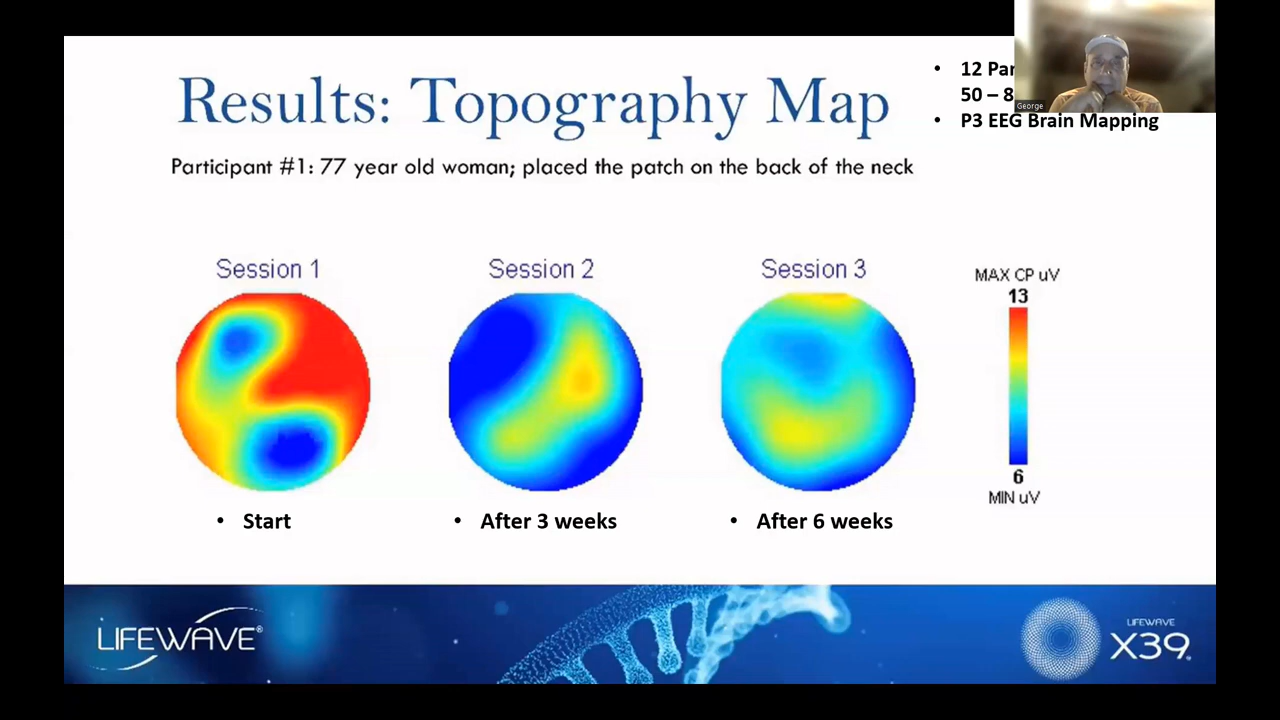 Results: Topography Map
Participant #1: 77 year old woman; placed the patch on the back of the neck
• 12
50 – 8
• P3 EEG Brain Mapping
George
Session 1
Session 2
Session 3
MAX CP uV
13
6
MIN uV
• Start
• After 3 weeks
• After 6 weeks
LIFEWAVE®
LIFEWAVE
X39